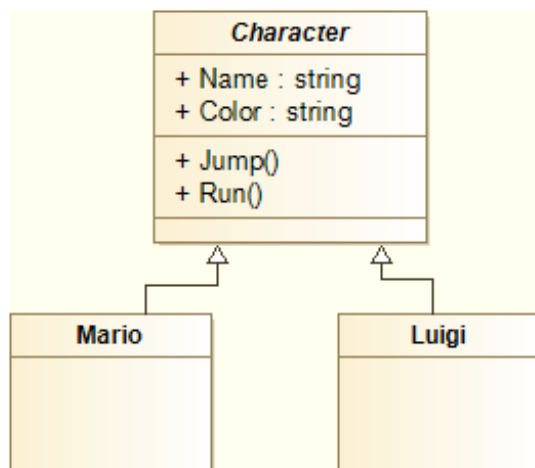 Character
+ Name : string
+ Color : string
+ Jump()
+ Run()
Mario
Luigi